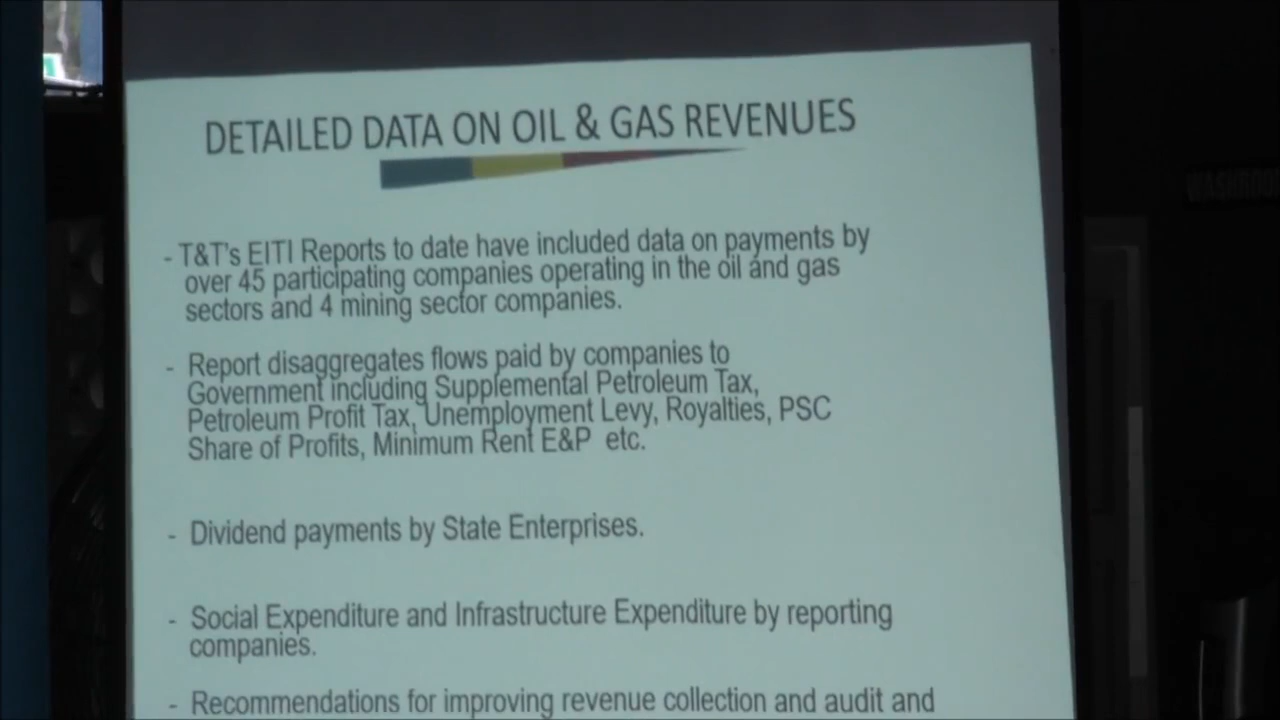 DETAILED DATA ON OIL & GAS REVENUES
- T&T's EITI Reports to date have included data on payments by
over 45 participating companies operating in the oil and gas
sectors and 4 mining sector companies.
- Report disaggregates flows paid by companies to
Government including Supplemental Petroleum Tax,
Petroleum Profit Tax, Unemployment Levy, Royalties, PSC
Share of Profits, Minimum Rent E&P etc.
- Dividend payments by State Enterprises.
- Social Expenditure and Infrastructure Expenditure by reporting
companies.
- Recommendations for improving revenue collection and audit and